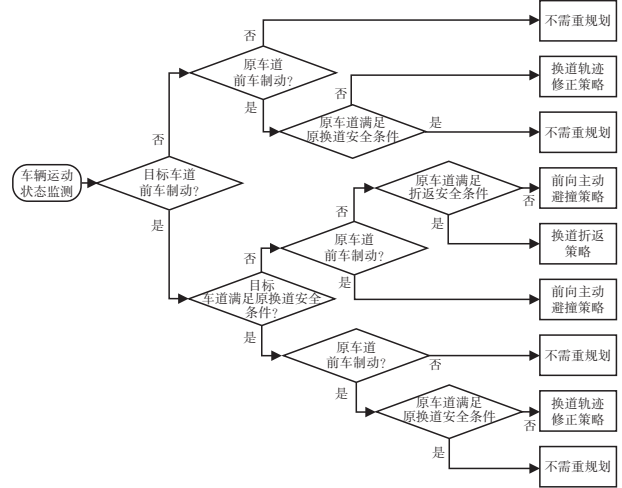 否
不需重规划
原车道
前车制动?
换道轨迹
修正策略
否
是
原车道满足
原换道安全条件
是
不需重规划
否
车辆运动
状态监测
目标车道
前车制动?
是
原车道满足
折返安全条件
否
前向主动
避撞策略
否
是
换道折返
策略
原车道
前车制动?
否
是
目标
车道满足原换道安全
条件?
前向主动
避撞策略
是
原车道
前车制动?
否
不需重规划
是
原车道满足
原换道安全条件
否
换道轨迹
修正策略
是
不需重规划